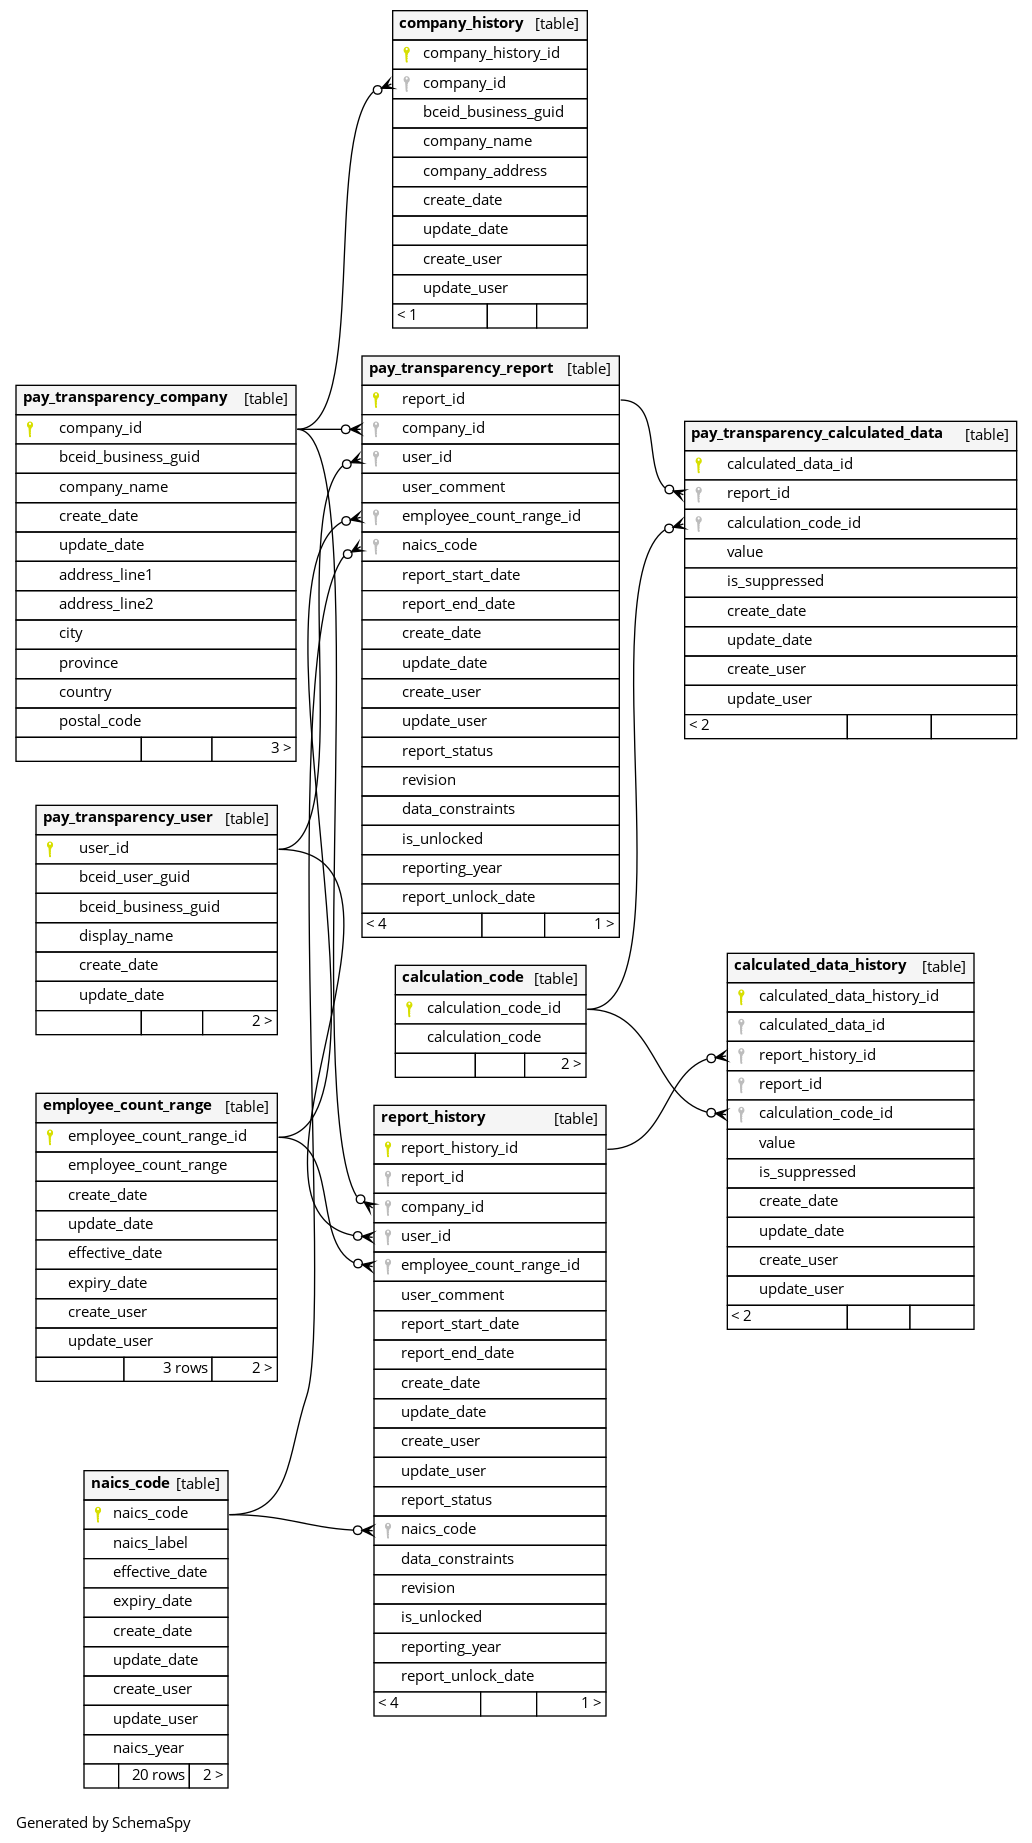 company_history [table]
company_history_id
company_id
bceid_business_guid
company_name
company_address
create_date
update_date
create_user
update_user
< 1
pay_transparency_company [table]
company_id
bceid_business_guid
company_name
create_date
update_date
address_line1
address_line2
city
province
country
postal_code
3 >
pay_transparency_report [table]
report_id
company_id
user_id
user_comment
employee_count_range_id
naics_code
report_start_date
report_end_date
create_date
update_date
create_user
update_user
report_status
revision
data_constraints
is_unlocked
reporting_year
report_unlock_date
< 4 1 >
pay_transparency_calculated_data [table]
calculated_data_id
report_id
calculation_code_id
value
is_suppressed
create_date
update_date
create_user
update_user
< 2
pay_transparency_user [table]
user_id
bceid_user_guid
bceid_business_guid
display_name
create_date
update_date
2 >
calculation_code [table]
calculation_code_id
calculation_code
2 >
calculated_data_history [table]
calculated_data_history_id
calculated_data_id
report_history_id
report_id
calculation_code_id
value
is_suppressed
create_date
update_date
create_user
update_user
< 2
employee_count_range [table]
employee_count_range_id
employee_count_range
create_date
update_date
effective_date
expiry_date
create_user
update_user
3 rows 2 >
report_history [table]
report_history_id
report_id
company_id
user_id
employee_count_range_id
user_comment
report_start_date
report_end_date
create_date
update_date
create_user
update_user
report_status
naics_code
data_constraints
revision
is_unlocked
reporting_year
report_unlock_date
< 4 1 >
naics_code [table]
naics_code
naics_label
effective_date
expiry_date
create_date
update_date
create_user
update_user
naics_year
20 rows 2 >
Generated by SchemaSpy